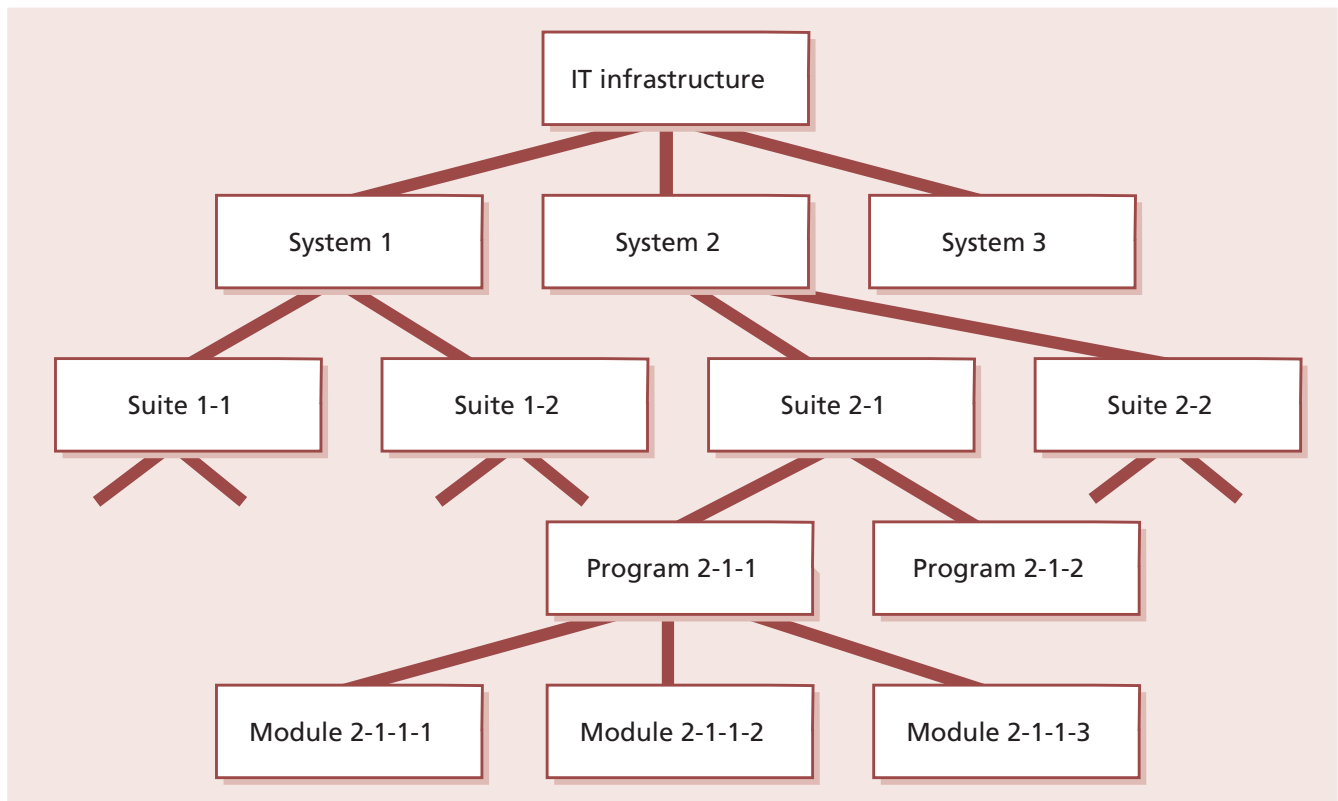 IT infrastructure
System 1
System 2
System 3
Suite 1-1
Suite 1-2
Suite 2-1
Suite 2-2
Program 2-1-1
Program 2-1-2
Module 2-1-1-1
Module 2-1-1-2
Module 2-1-1-3